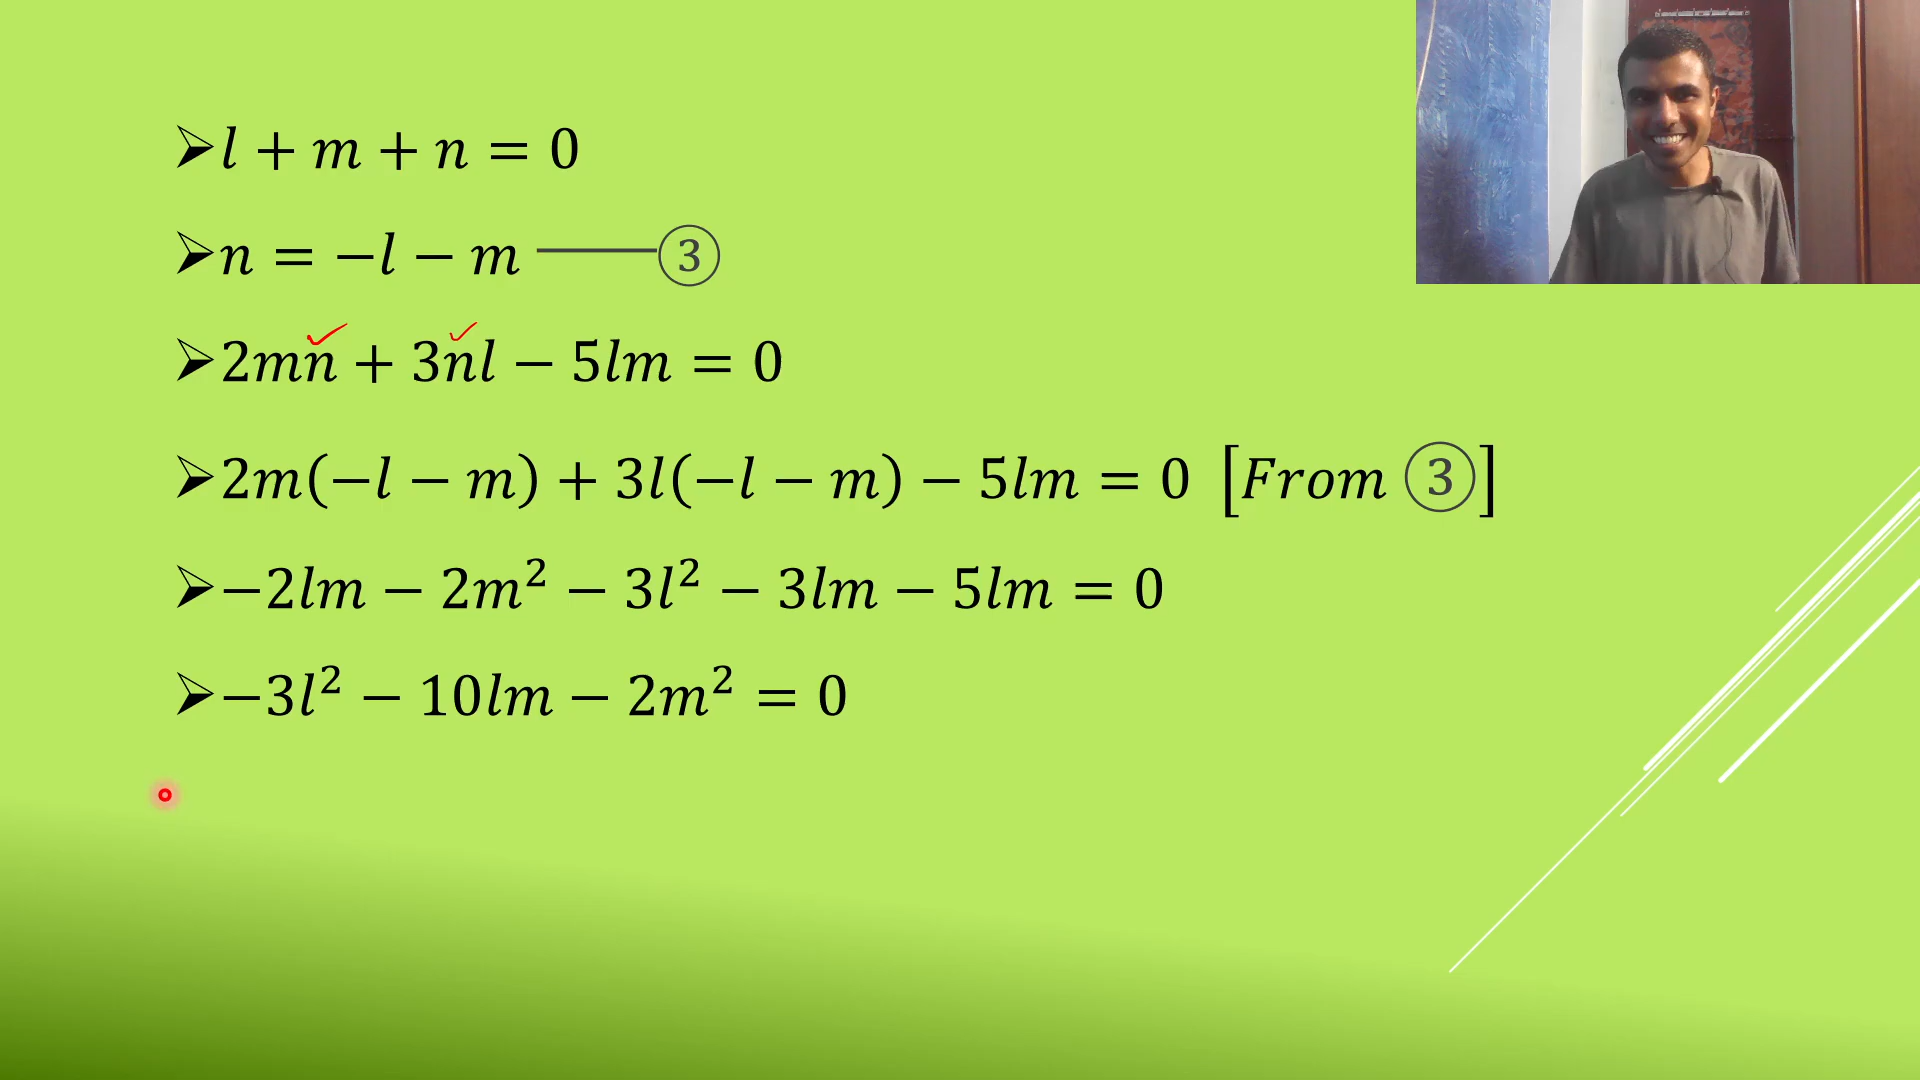 ➢ l + m + n = 0
➢ n = −l − m ——— ③
➢ 2mn + 3nl − 5lm = 0
➢ 2m(−l − m) + 3l(−l − m) − 5lm = 0 [From ③]
➢ −2lm − 2m² − 3l² − 3lm − 5lm = 0
➢ −3l² − 10lm − 2m² = 0